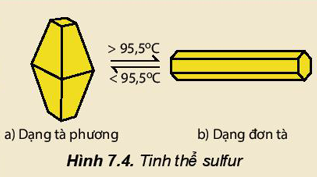 > 95,5ºC
< 95,5ºC
a) Dạng tà phương
b) Dạng đơn tà
Hình 7.4. Tinh thể sulfur